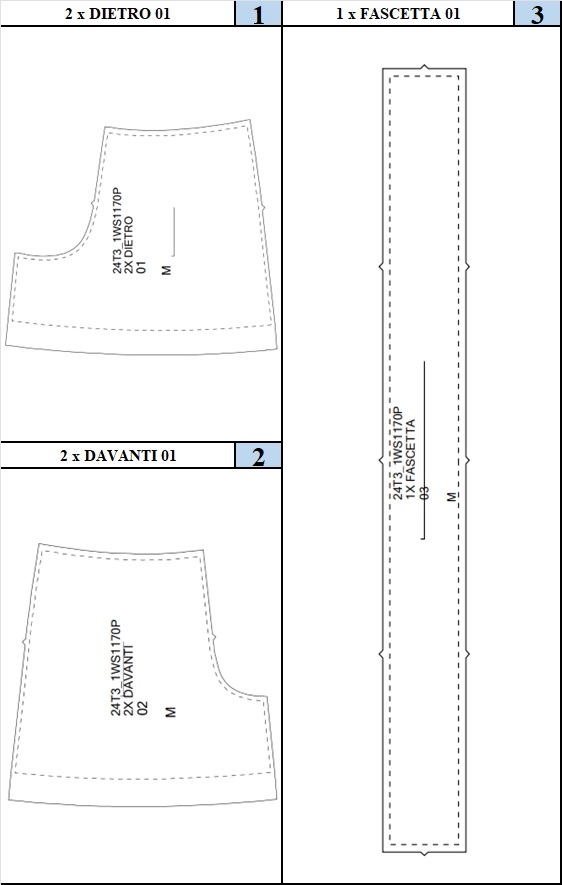 2 x DIETRO 01
1
24T3_1WS1170P
2X DIETRO
01
M
2 x DAVANTI 01
2
24T3_1WS1170P
2X DAVANTI
02
M
1 x FASCETTA 01
3
24T3_1WS1170P
1X FASCETTA
03
M